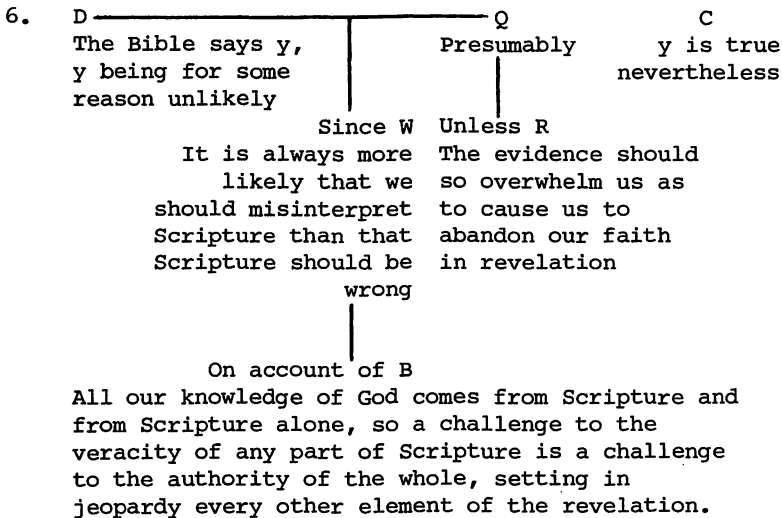 6. D Q C
The Bible says y, Presumably y is true
y being for some nevertheless
reason unlikely
Since W Unless R
It is always more The evidence should
likely that we so overwhelm us as
should misinterpret to cause us to
Scripture than that abandon our faith
Scripture should be in revelation
wrong
On account of B
All our knowledge of God comes from Scripture and
from Scripture alone, so a challenge to the
veracity of any part of Scripture is a challenge
to the authority of the whole, setting in
jeopardy every other element of the revelation.